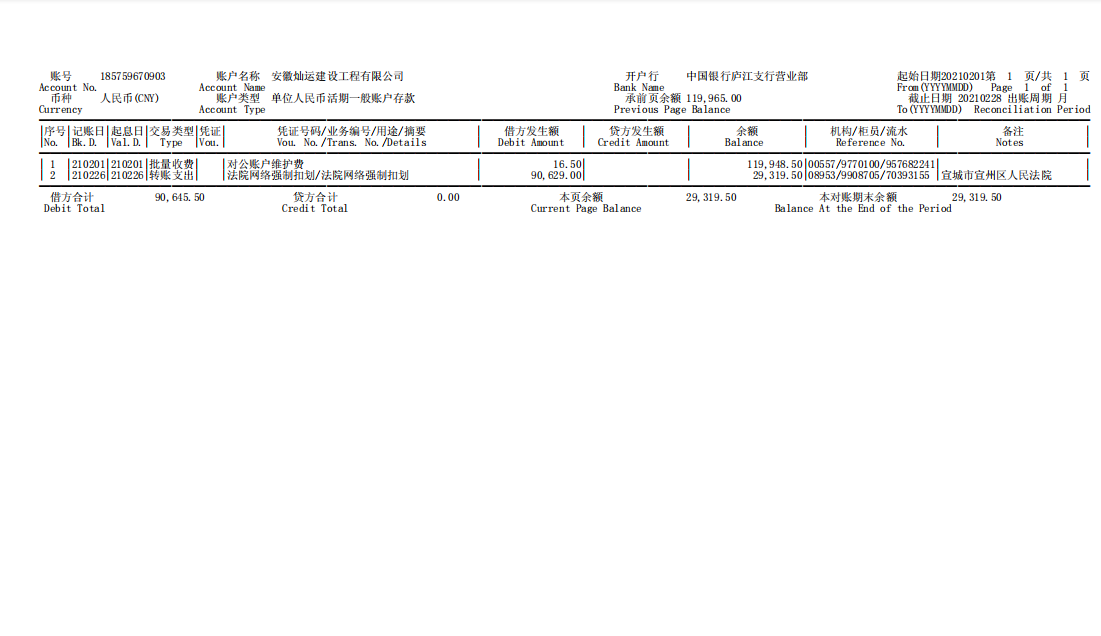 账号 185759670903 账户名称 安徽灿运建设工程有限公司 开户行 中国银行庐江支行营业部 起始日期20210201第 1 页/共 1 页
Account No. Account Name Bank Name From(YYYYMMDD) Page 1 of 1
币种 人民币(CNY) 账户类型 单位人民币活期一般账户存款 承前页余额 119,965.00 截止日期 20210228 出账周期 月
Currency Account Type Previous Page Balance To(YYYYMMDD) Reconciliation Period
序号 记账日 起息日 交易类型 凭证 凭证号码/业务编号/用途/摘要 借方发生额 贷方发生额 余额 机构/柜员/流水 备注
No. Bk.D. Val.D. Type Vou. Vou. No./Trans. No./Details Debit Amount Credit Amount Balance Reference No. Notes
1 210201 210201 批量收费 对公账户维护费 16.50 119,948.50 00557/9770100/957682241
2 210226 210226 转账支出 法院网络强制扣划/法院网络强制扣划 90,629.00 29,319.50 08953/9908705/70393155 宣城市宣州区人民法院
借方合计 90,645.50 贷方合计 0.00 本页余额 29,319.50 本对账期末余额 29,319.50
Debit Total Credit Total Current Page Balance Balance At the End of the Period